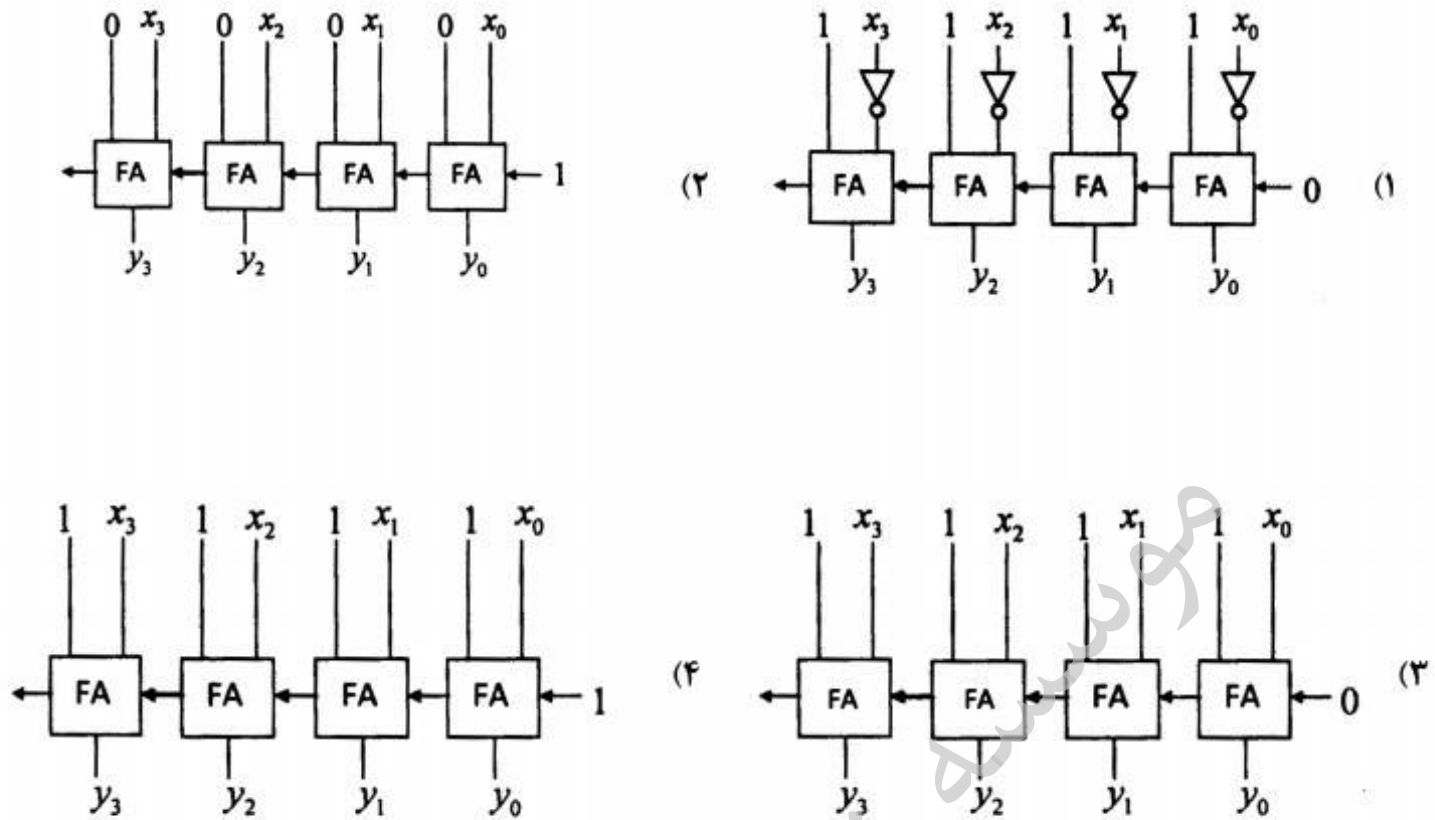 1 x₃ 1 x₂ 1 x₁ 1 x₀
FA FA FA FA 0 (۱
y₃ y₂ y₁ y₀
0 x₃ 0 x₂ 0 x₁ 0 x₀
FA FA FA FA 1 (۲
y₃ y₂ y₁ y₀
1 x₃ 1 x₂ 1 x₁ 1 x₀
FA FA FA FA 0 (۳
y₃ y₂ y₁ y₀
1 x₃ 1 x₂ 1 x₁ 1 x₀
FA FA FA FA 1 (۴
y₃ y₂ y₁ y₀
موسسه